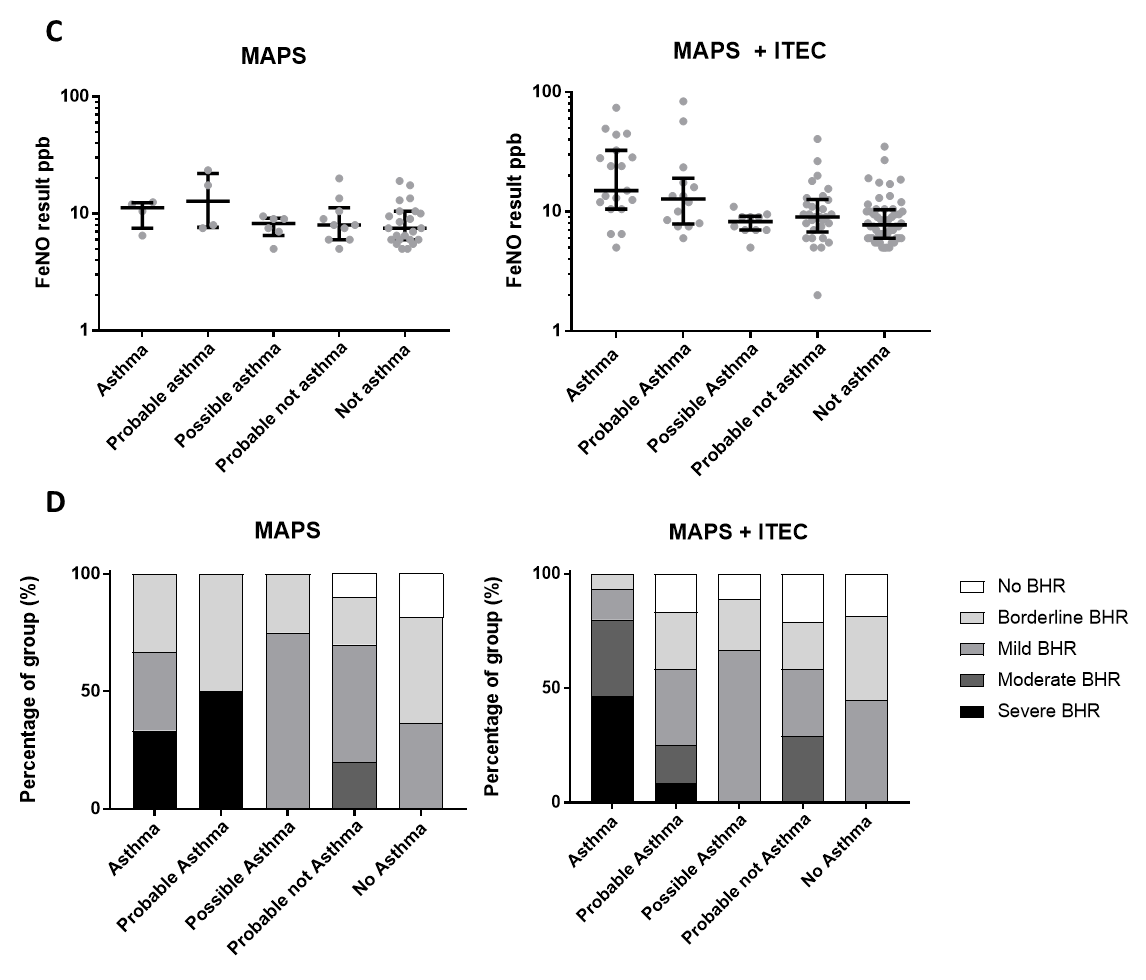 C
MAPS
FeNO result ppb
100
10
1
Asthma
Probable asthma
Possible asthma
Probable not asthma
Not asthma
MAPS + ITEC
FeNO result ppb
100
10
1
Asthma
Probable Asthma
Possible Asthma
Probable not asthma
Not asthma
D
MAPS
Percentage of group (%)
100
50
0
Asthma
Probable Asthma
Possible Asthma
Probable not Asthma
No Asthma
MAPS + ITEC
Percentage of group (%)
100
50
0
Asthma
Probable Asthma
Possible Asthma
Probable not Asthma
No Asthma
No BHR
Borderline BHR
Mild BHR
Moderate BHR
Severe BHR